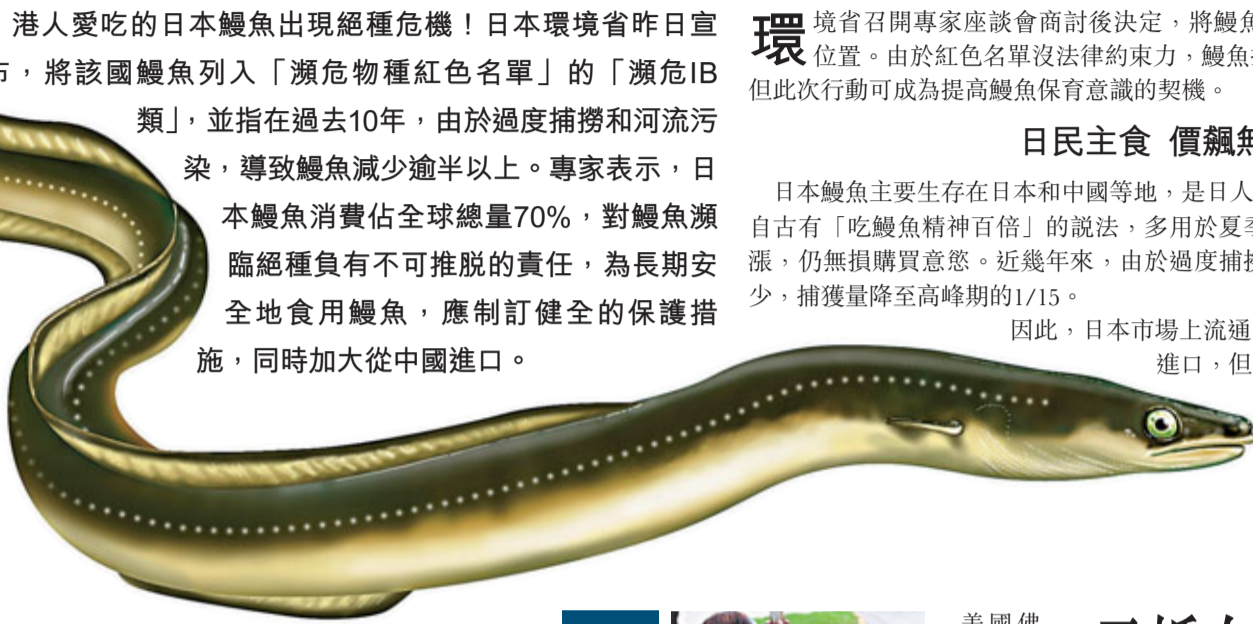 港人愛吃的日本鰻魚出現絕種危機！日本環境省昨日宣
布，將該國鰻魚列入「瀕危物種紅色名單」的「瀕危IB
類」，並指在過去10年，由於過度捕撈和河流污
染，導致鰻魚減少逾半以上。專家表示，日
本鰻魚消費佔全球總量70%，對鰻魚瀕
臨絕種負有不可推脱的責任，為長期安
全地食用鰻魚，應制訂健全的保護措
施，同時加大從中國進口。
環境省召開專家座談會商討後決定，將鰻魚
位置。由於紅色名單沒法律約束力，鰻魚
但此次行動可成為提高鰻魚保育意識的契機。
日民主食 價飆無
日本鰻魚主要生存在日本和中國等地，是日人
自古有「吃鰻魚精神百倍」的説法，多用於夏季
漲，仍無損購買意慾。近幾年來，由於過度捕撈
少，捕獲量降至高峰期的1/15。
因此，日本市場上流通
進口，但
美國佛